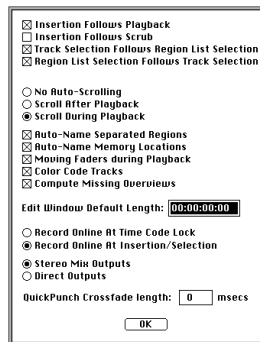 Insertion Follows Playback
Insertion Follows Scrub
Track Selection Follows Region List Selection
Region List Selection Follows Track Selection
No Auto-Scrolling
Scroll After Playback
Scroll During Playback
Auto-Name Separated Regions
Auto-Name Memory Locations
Moving Faders during Playback
Color Code Tracks
Compute Missing Overviews
Edit Window Default Length: 00:00:00:00
Record Online At Time Code Lock
Record Online At Insertion/Selection
Stereo Mix Outputs
Direct Outputs
QuickPunch Crossfade length: 0 msecs
OK